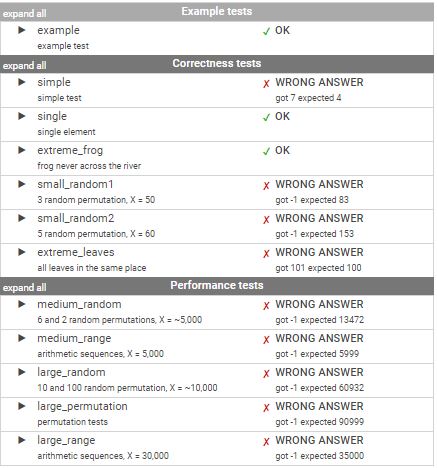 expand all Example tests
▶ example ✓ OK
example test
expand all Correctness tests
▶ simple ✗ WRONG ANSWER
simple test got 7 expected 4
▶ single ✓ OK
single element
▶ extreme_frog ✓ OK
frog never across the river
▶ small_random1 ✗ WRONG ANSWER
3 random permutation, X = 50 got -1 expected 83
▶ small_random2 ✗ WRONG ANSWER
5 random permutation, X = 60 got -1 expected 153
▶ extreme_leaves ✗ WRONG ANSWER
all leaves in the same place got 101 expected 100
expand all Performance tests
▶ medium_random ✗ WRONG ANSWER
6 and 2 random permutations, X = ~5,000 got -1 expected 13472
▶ medium_range ✗ WRONG ANSWER
arithmetic sequences, X = 5,000 got -1 expected 5999
▶ large_random ✗ WRONG ANSWER
10 and 100 random permutation, X = ~10,000 got -1 expected 60932
▶ large_permutation ✗ WRONG ANSWER
permutation tests got -1 expected 90999
▶ large_range ✗ WRONG ANSWER
arithmetic sequences, X = 30,000 got -1 expected 35000